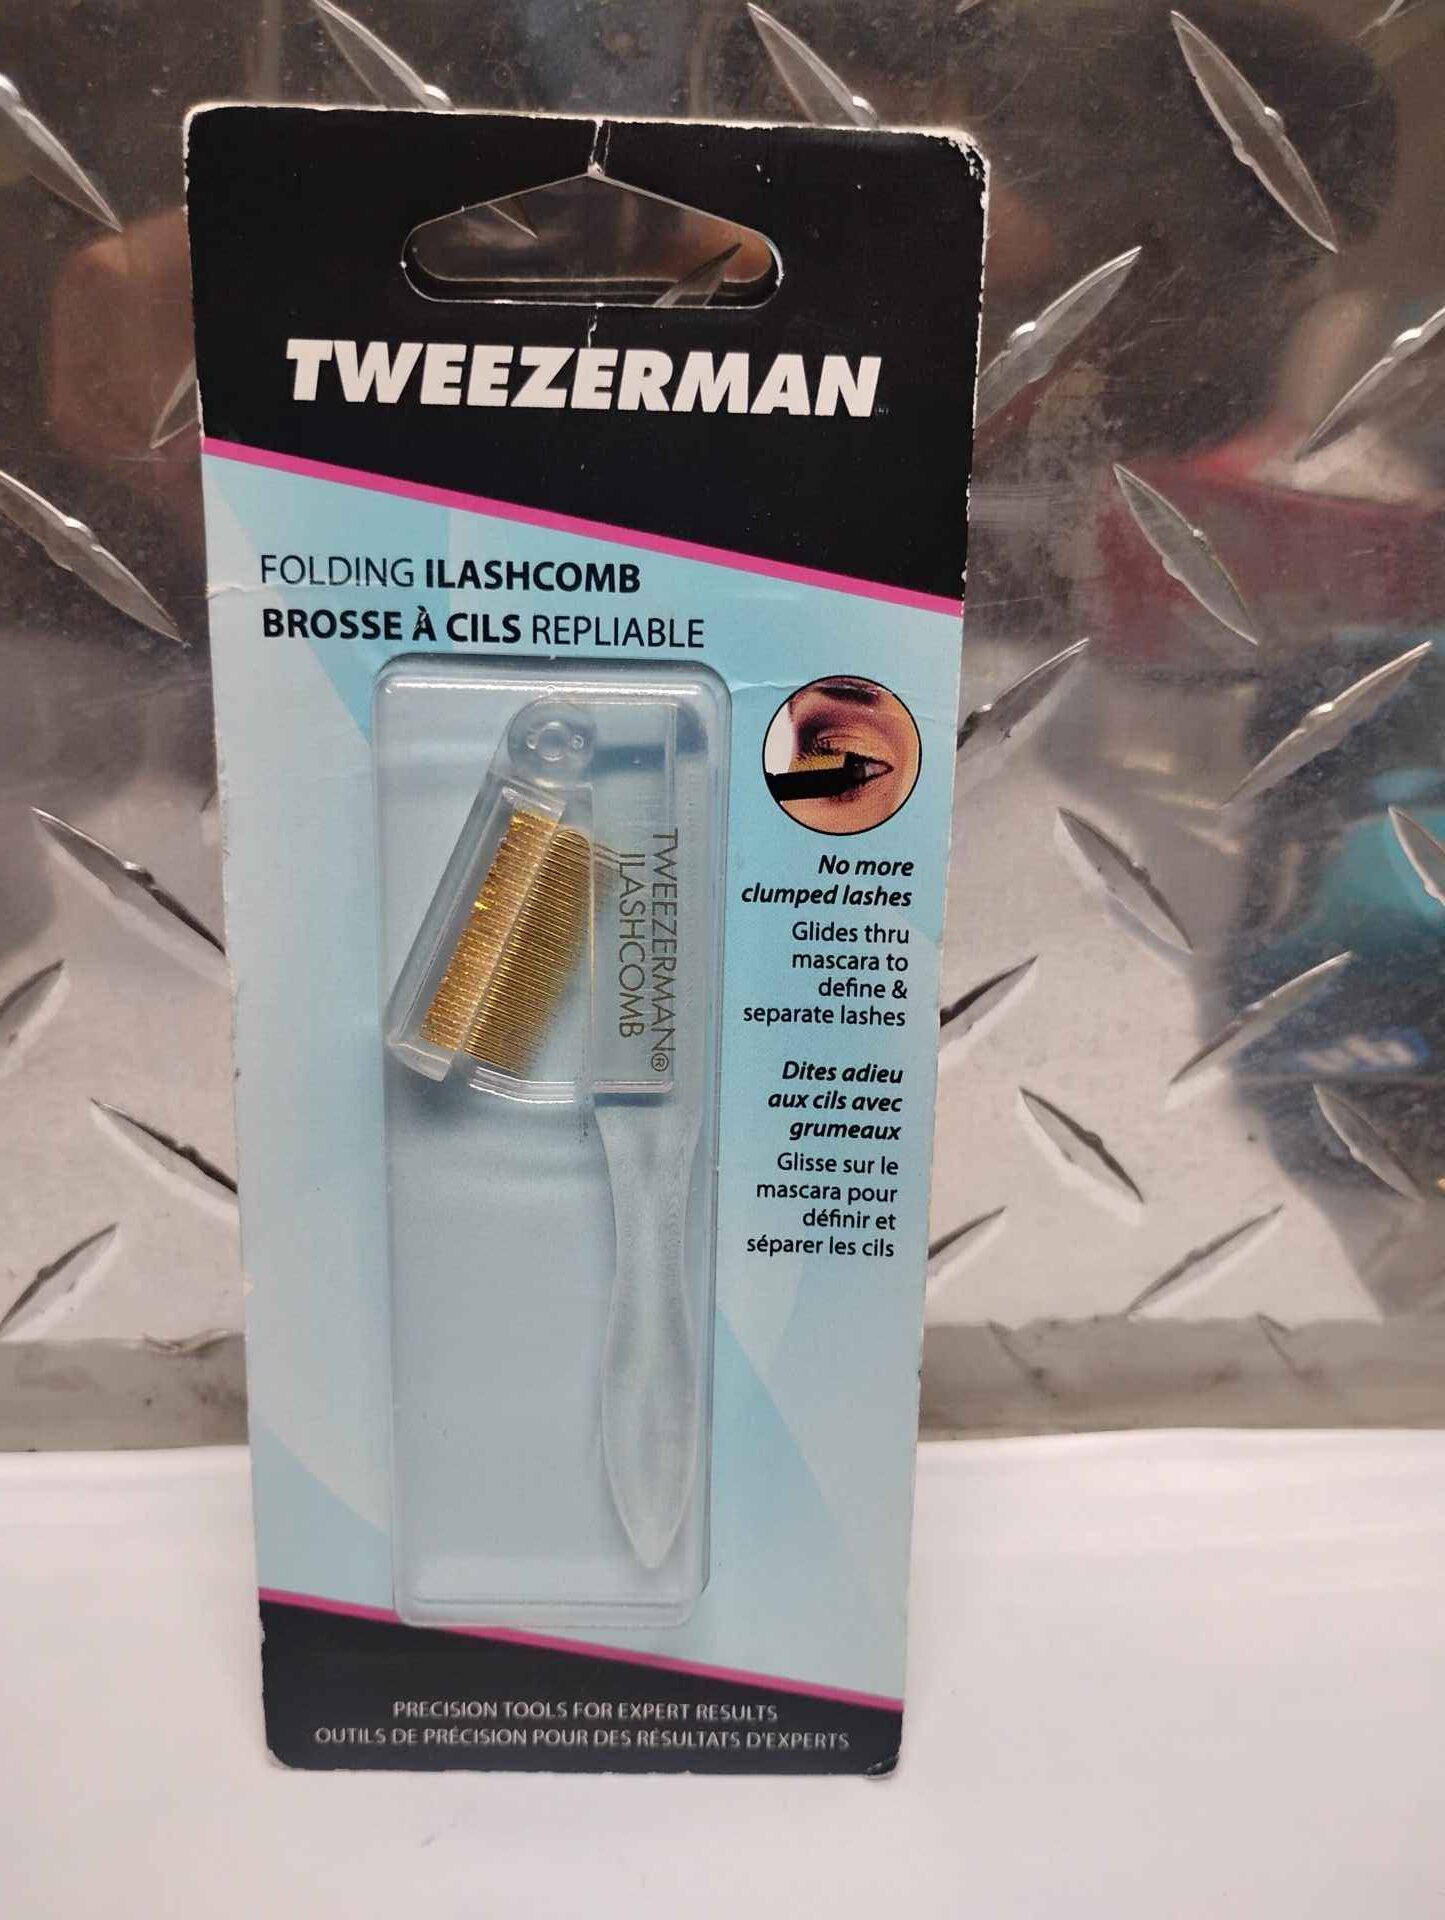 TWEEZERMAN
FOLDING ILASHCOMB
BROSSE À CILS REPLIABLE
TWEEZERMAN®
ILASHCOMB
No more
clumped lashes
Glides thru
mascara to
define &
separate lashes
Dites adieu
aux cils avec
grumeaux
Glisse sur le
mascara pour
définir et
séparer les cils
PRECISION TOOLS FOR EXPERT RESULTS
OUTILS DE PRÉCISION POUR DES RÉSULTATS D'EXPERTS